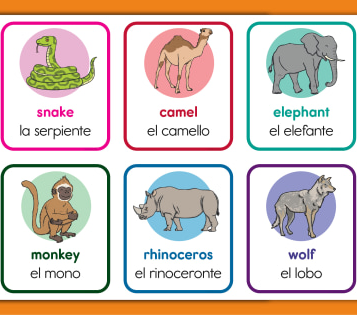 snake
la serpiente
camel
el camello
elephant
el elefante
monkey
el mono
rhinoceros
el rinoceronte
wolf
el lobo